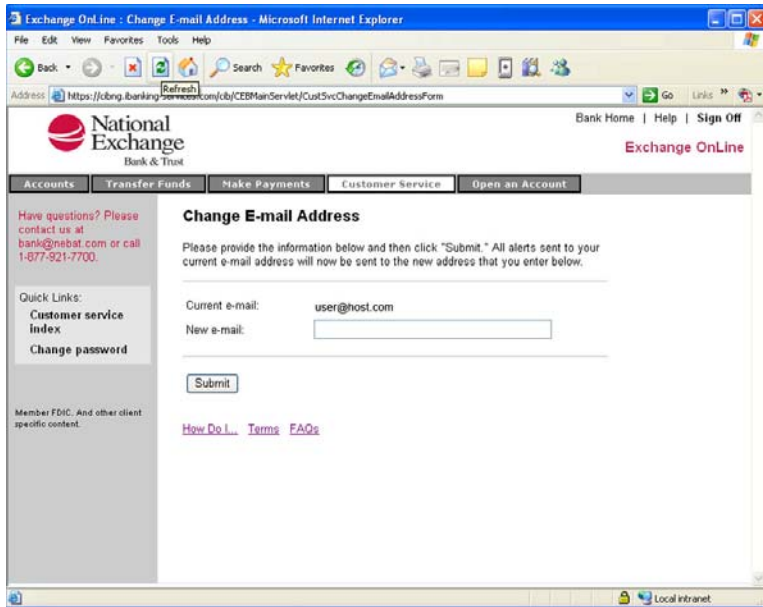 Exchange OnLine : Change E-mail Address - Microsoft Internet Explorer
File Edit View Favorites Tools Help
Back Search Favorites
Refresh
Address https://cibng.ibanking-services.com/cib/CEBMainServlet/CustSvcChangeEmailAddressForm Go Links »
National
Exchange
Bank & Trust
Bank Home | Help | Sign Off
Exchange OnLine
Accounts Transfer Funds Make Payments Customer Service Open an Account
Have questions? Please
contact us at
bank@nebat.com or call
1-877-921-7700.
Quick Links:
Customer service
index
Change password
Member FDIC. And other client
specific content.
Change E-mail Address
Please provide the information below and then click "Submit." All alerts sent to your
current e-mail address will now be sent to the new address that you enter below.
Current e-mail: user@host.com
New e-mail:
Submit
How Do I... Terms FAQs
Local intranet